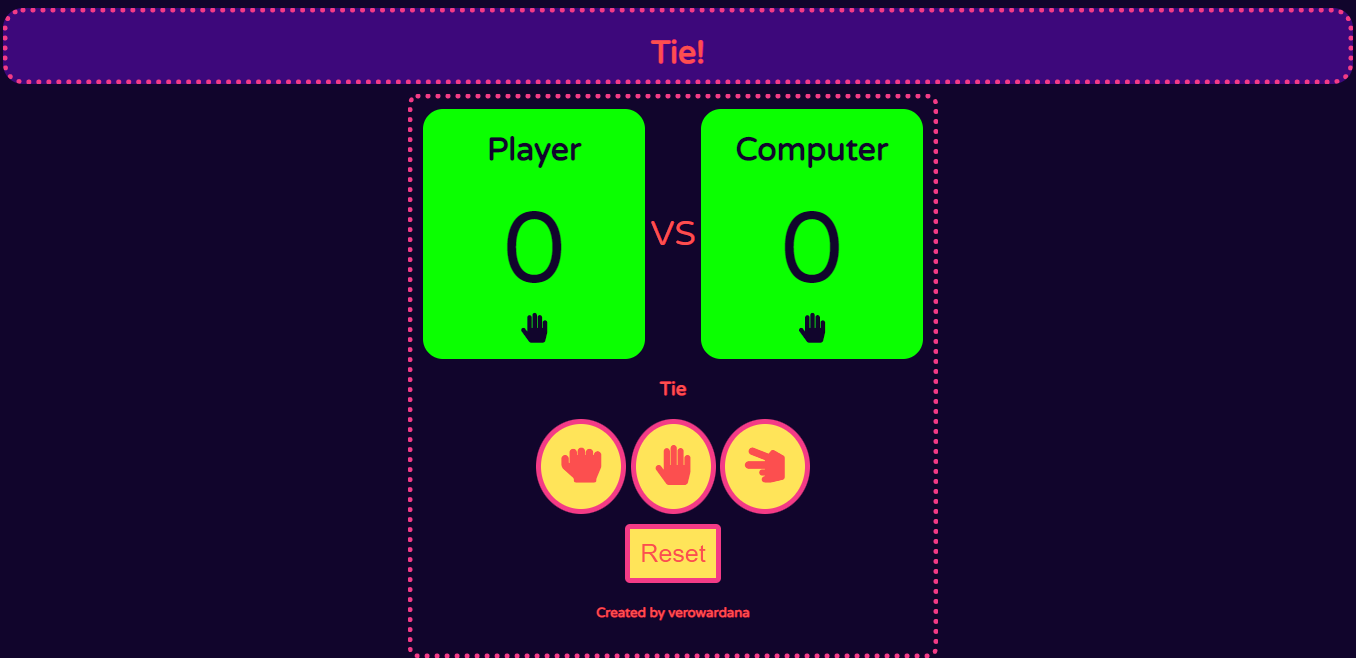 Tie!
Player
Computer
0
VS
0
Tie
Reset
Created by verowardana